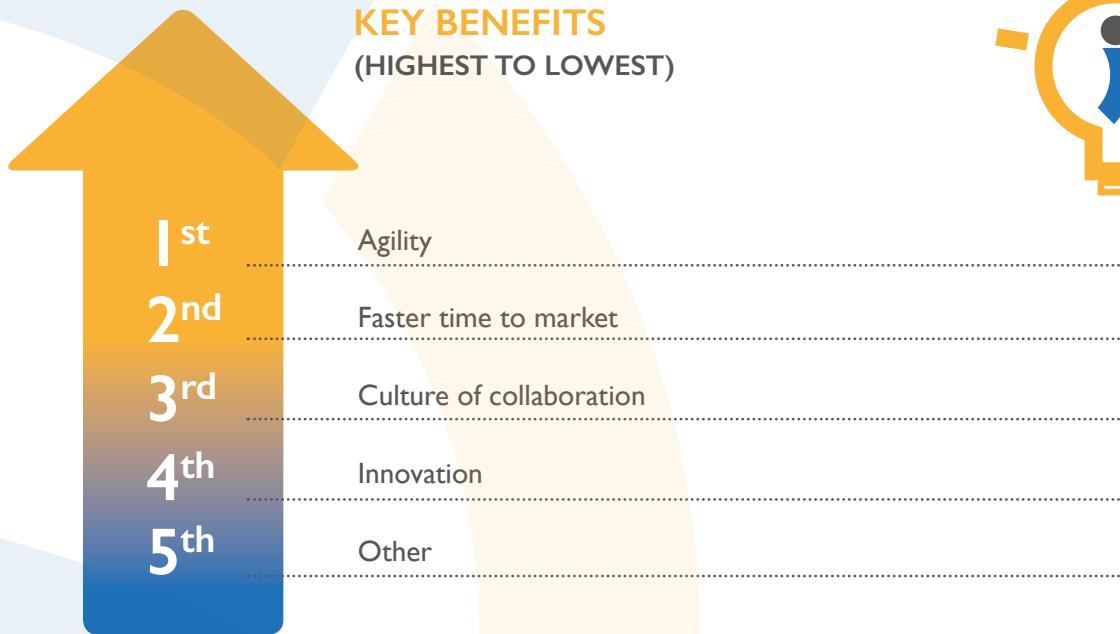 KEY BENEFITS
(HIGHEST TO LOWEST)
1st Agility
2nd Faster time to market
3rd Culture of collaboration
4th Innovation
5th Other